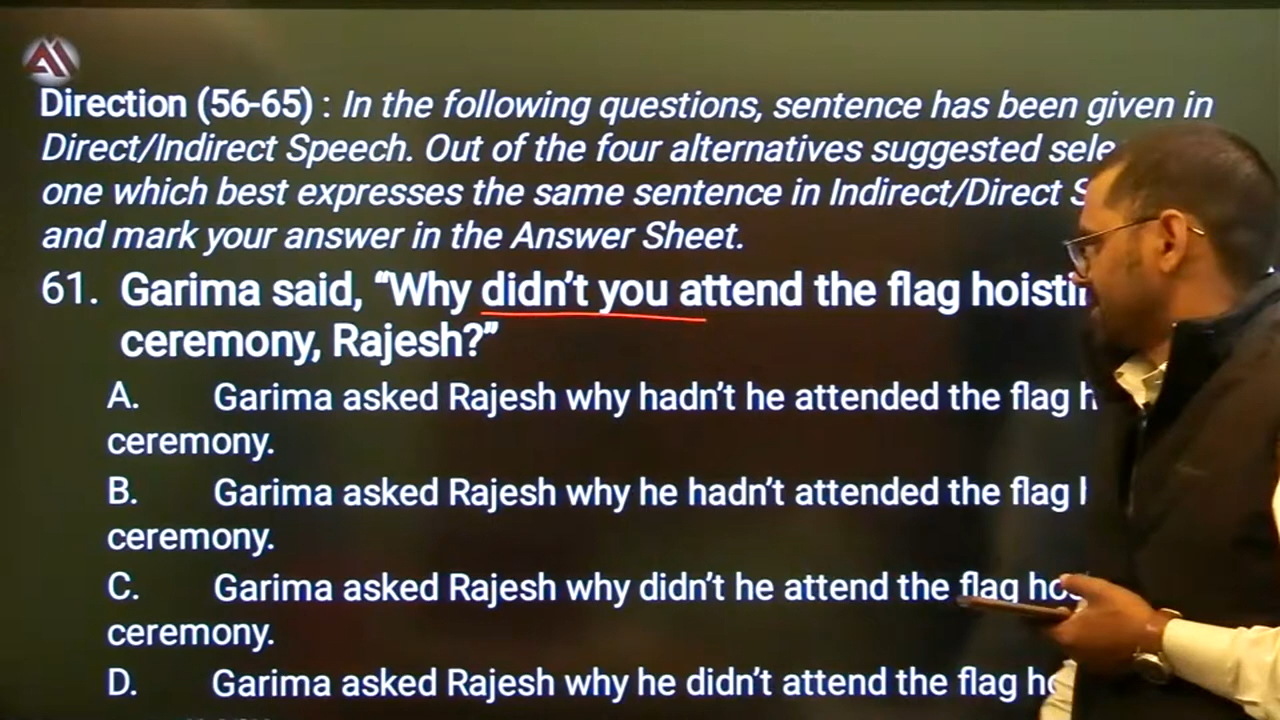 Direction (56-65) : In the following questions, sentence has been given in
Direct/Indirect Speech. Out of the four alternatives suggested
one which best expresses the same sentence in Indirect/Direct
and mark your answer in the Answer Sheet.
61. Garima said, “Why didn’t you attend the flag
ceremony, Rajesh?”
A. Garima asked Rajesh why hadn’t he attended the flag
ceremony.
B. Garima asked Rajesh why he hadn’t attended the flag
ceremony.
C. Garima asked Rajesh why didn’t he attend the flag
ceremony.
D. Garima asked Rajesh why he didn’t attend the flag